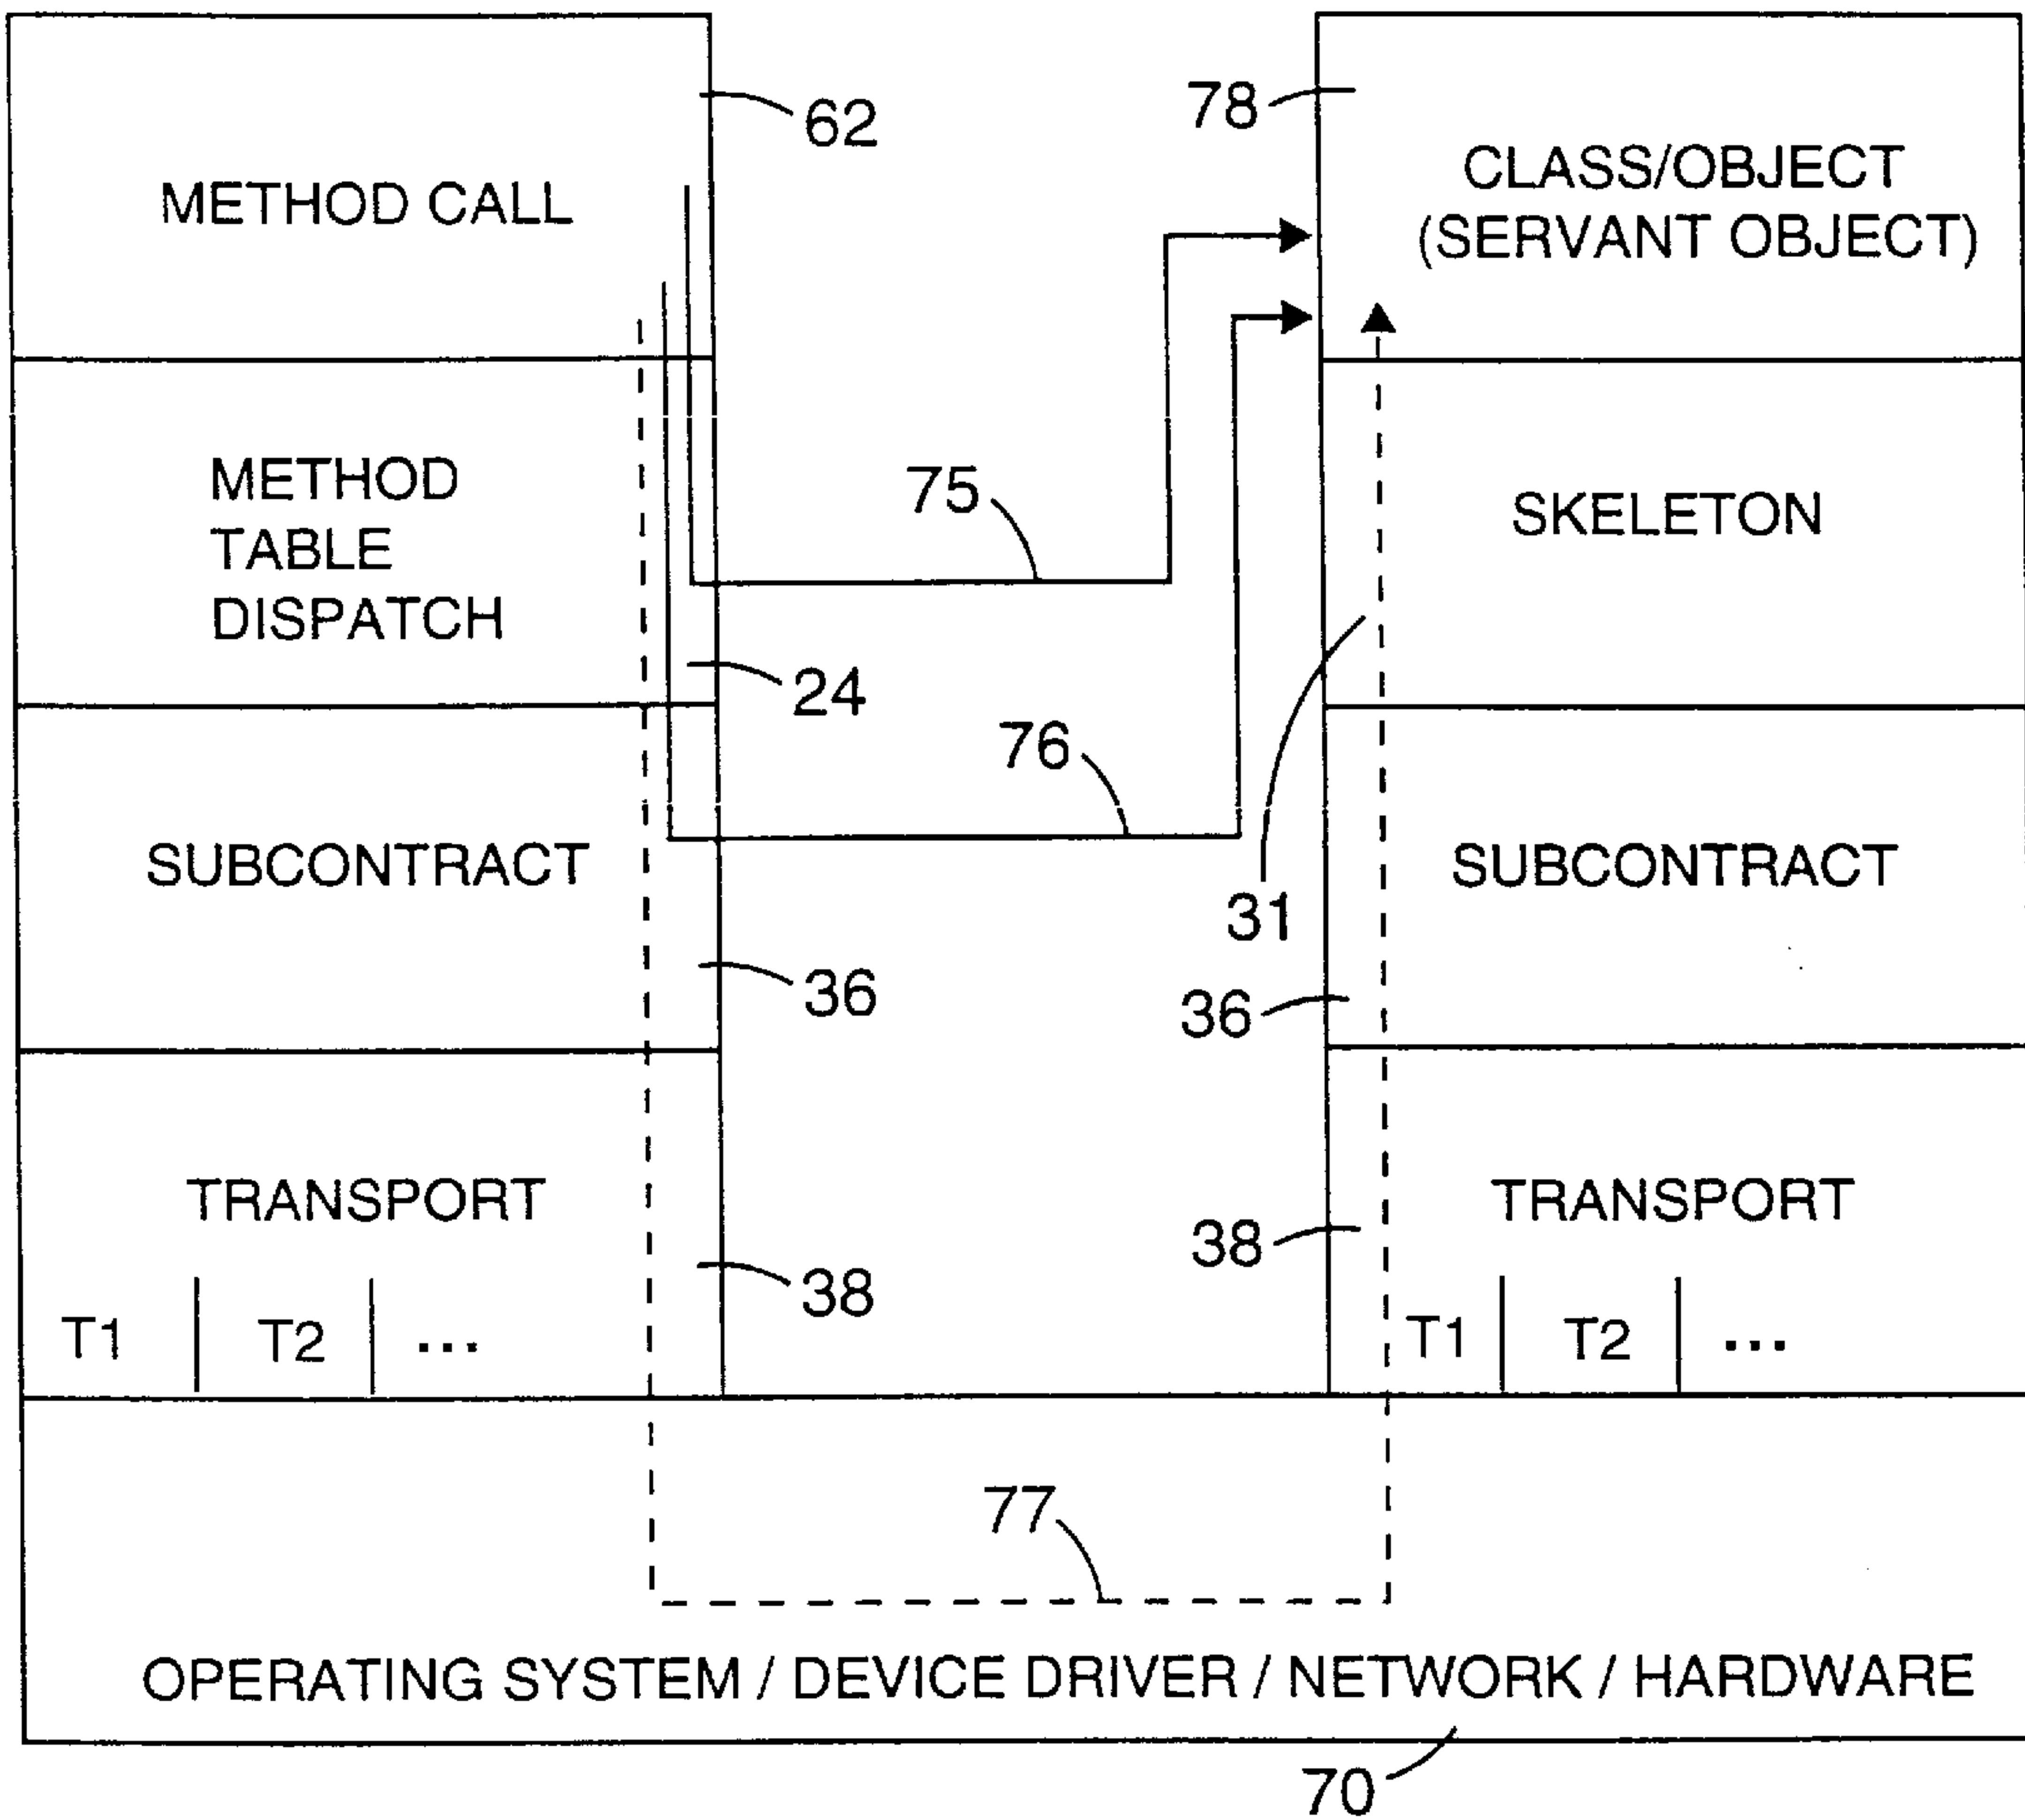 62
78
METHOD CALL
CLASS/OBJECT
(SERVANT OBJECT)
METHOD
TABLE
DISPATCH
75
SKELETON
24
76
SUBCONTRACT
SUBCONTRACT
31
36
36
TRANSPORT
TRANSPORT
38
38
T1 T2 ...
T1 T2 ...
77
OPERATING SYSTEM / DEVICE DRIVER / NETWORK / HARDWARE
70